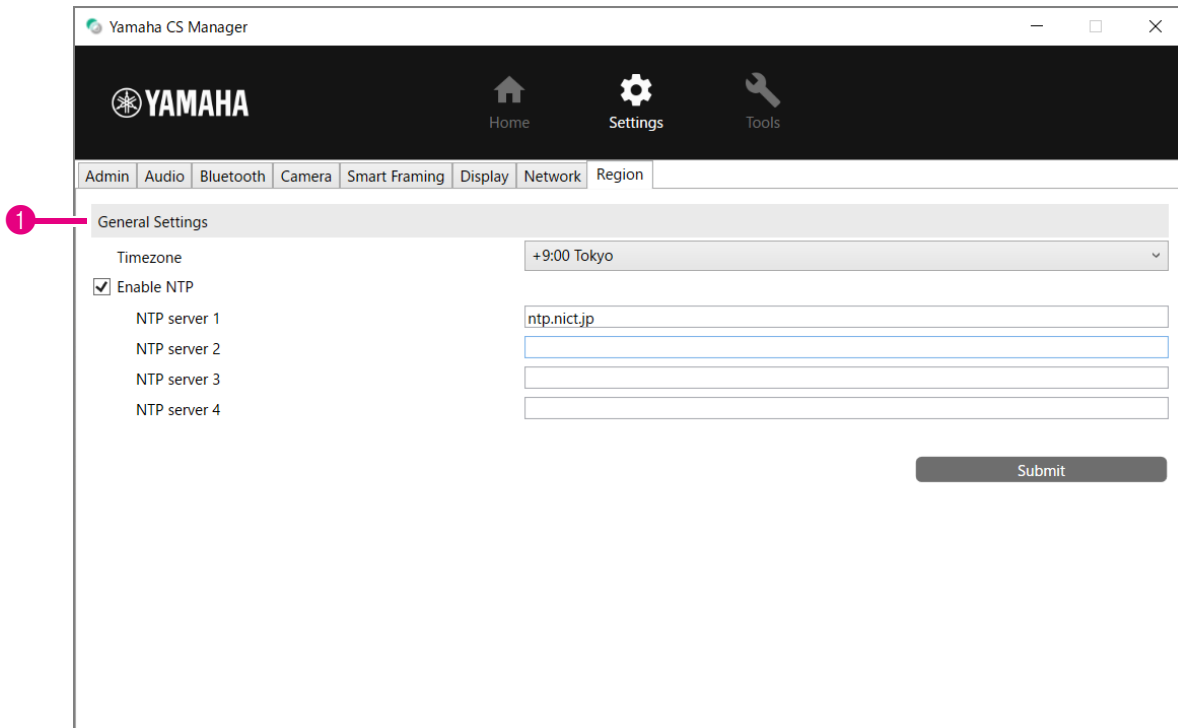 Yamaha CS Manager
YAMAHA
Home Settings Tools
Admin Audio Bluetooth Camera Smart Framing Display Network Region
1 General Settings
Timezone +9:00 Tokyo
Enable NTP
NTP server 1 ntp.nict.jp
NTP server 2
NTP server 3
NTP server 4
Submit